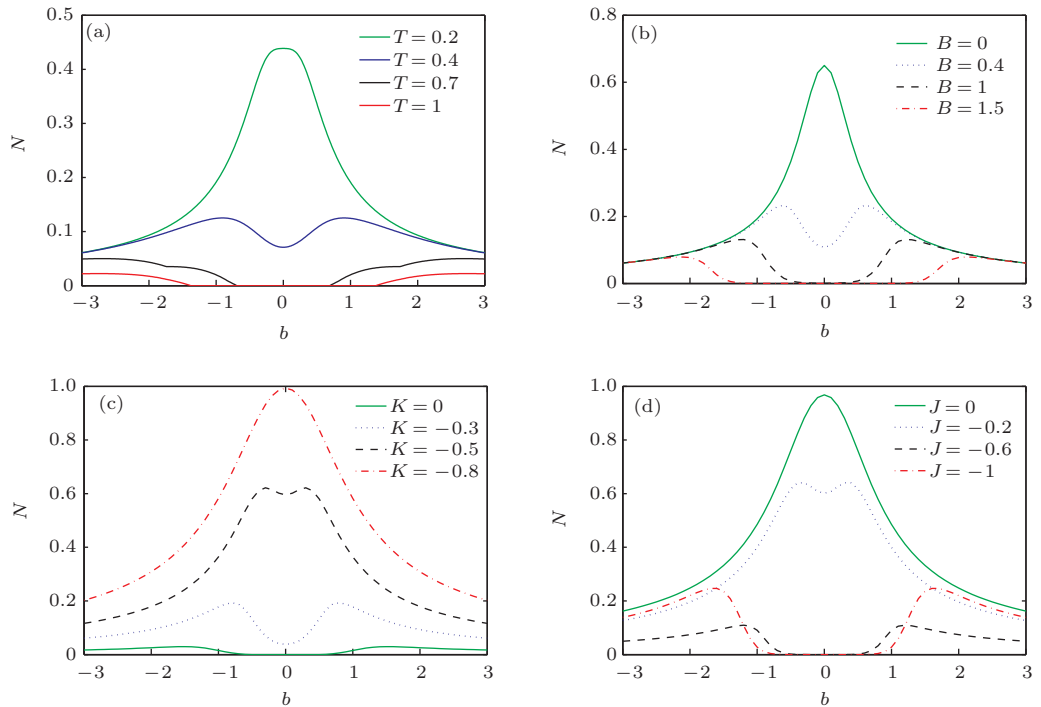 (a)
T = 0.2
T = 0.4
T = 0.7
T = 1
0.5
0.4
0.3
0.2
0.1
0
N
−3 −2 −1 0 1 2 3
b
(b)
B = 0
B = 0.4
B = 1
B = 1.5
0.8
0.6
0.4
0.2
0
N
−3 −2 −1 0 1 2 3
b
(c)
K = 0
K = −0.3
K = −0.5
K = −0.8
1.0
0.8
0.6
0.4
0.2
0
N
−3 −2 −1 0 1 2 3
b
(d)
J = 0
J = −0.2
J = −0.6
J = −1
1.0
0.8
0.6
0.4
0.2
0
N
−3 −2 −1 0 1 2 3
b